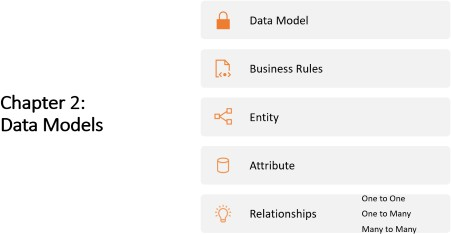 Chapter 2:
Data Models
Data Model
Business Rules
Entity
Attribute
Relationships
One to One
One to Many
Many to Many